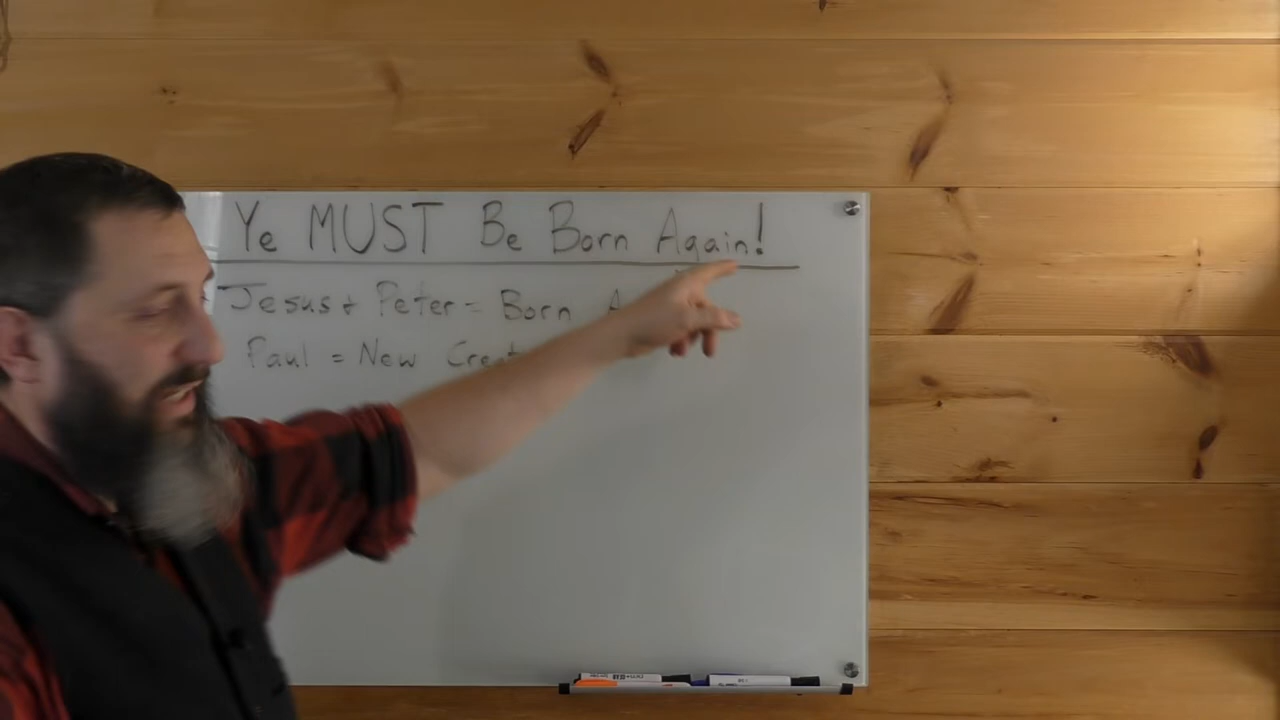 Ye MUST Be Born Again!
Jesus + Peter = Born
Paul = New